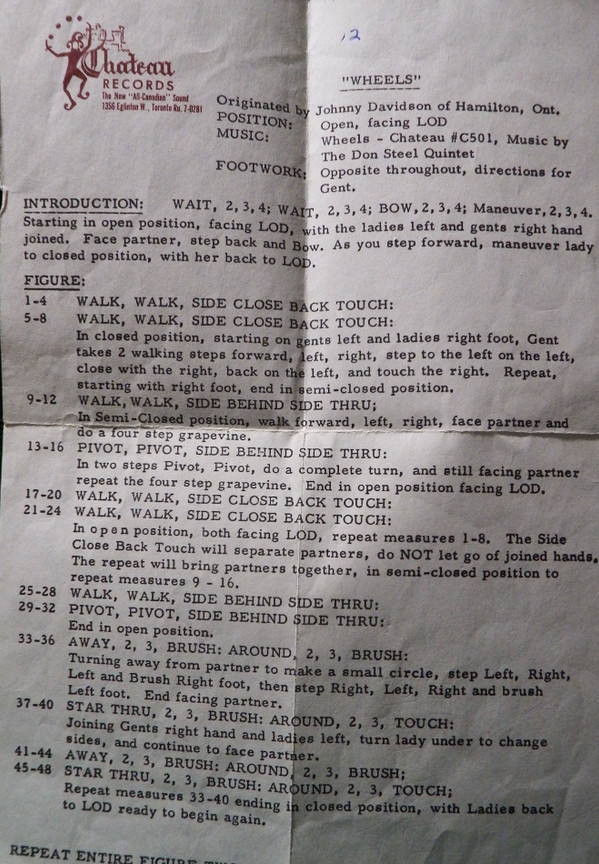 Chateau
RECORDS
The New "All-Canadian" Sound
1356 Eglinton W., Toronto Ru. 7-0281
12
"WHEELS"
Originated by Johnny Davidson of Hamilton, Ont.
POSITION: Open, facing LOD
MUSIC: Wheels - Chateau #C501, Music by
The Don Steel Quintet
FOOTWORK: Opposite throughout, directions for
Gent.
INTRODUCTION: WAIT, 2,3,4; WAIT, 2,3,4; BOW,2,3,4; Maneuver,2,3,4.
Starting in open position, facing LOD, with the ladies left and gents right hand
joined. Face partner, step back and Bow. As you step forward, maneuver lady
to closed position, with her back to LOD.
FIGURE:
1-4 WALK, WALK, SIDE CLOSE BACK TOUCH:
5-8 WALK, WALK, SIDE CLOSE BACK TOUCH:
In closed position, starting on gents left and ladies right foot, Gent
takes 2 walking steps forward, left, right, step to the left on the left,
close with the right, back on the left, and touch the right. Repeat,
starting with right foot, end in semi-closed position.
9-12 WALK, WALK, SIDE BEHIND SIDE THRU;
In Semi-Closed position, walk forward, left, right, face partner and
do a four step grapevine.
13-16 PIVOT, PIVOT, SIDE BEHIND SIDE THRU:
In two steps Pivot, Pivot, do a complete turn, and still facing partner
repeat the four step grapevine. End in open position facing LOD.
17-20 WALK, WALK, SIDE CLOSE BACK TOUCH:
21-24 WALK, WALK, SIDE CLOSE BACK TOUCH:
In open position, both facing LOD, repeat measures 1-8. The Side
Close Back Touch will separate partners, do NOT let go of joined hands,
The repeat will bring partners together, in semi-closed position to
repeat measures 9 - 16.
25-28 WALK, WALK, SIDE BEHIND SIDE THRU:
29-32 PIVOT, PIVOT, SIDE BEHIND SIDE THRU:
End in open position.
33-36 AWAY, 2, 3, BRUSH: AROUND, 2, 3, BRUSH:
Turning away from partner to make a small circle, step Left, Right,
Left and Brush Right foot, then step Right, Left, Right and brush
Left foot. End facing partner.
37-40 STAR THRU, 2, 3, BRUSH: AROUND, 2, 3, TOUCH:
Joining Gents right hand and ladies left, turn lady under to change
sides, and continue to face partner.
41-44 AWAY, 2, 3, BRUSH: AROUND, 2, 3, BRUSH;
45-48 STAR THRU, 2, 3, BRUSH: AROUND, 2, 3, TOUCH;
Repeat measures 33-40 ending in closed position, with Ladies back
to LOD ready to begin again.
REPEAT ENTIRE FIGURE